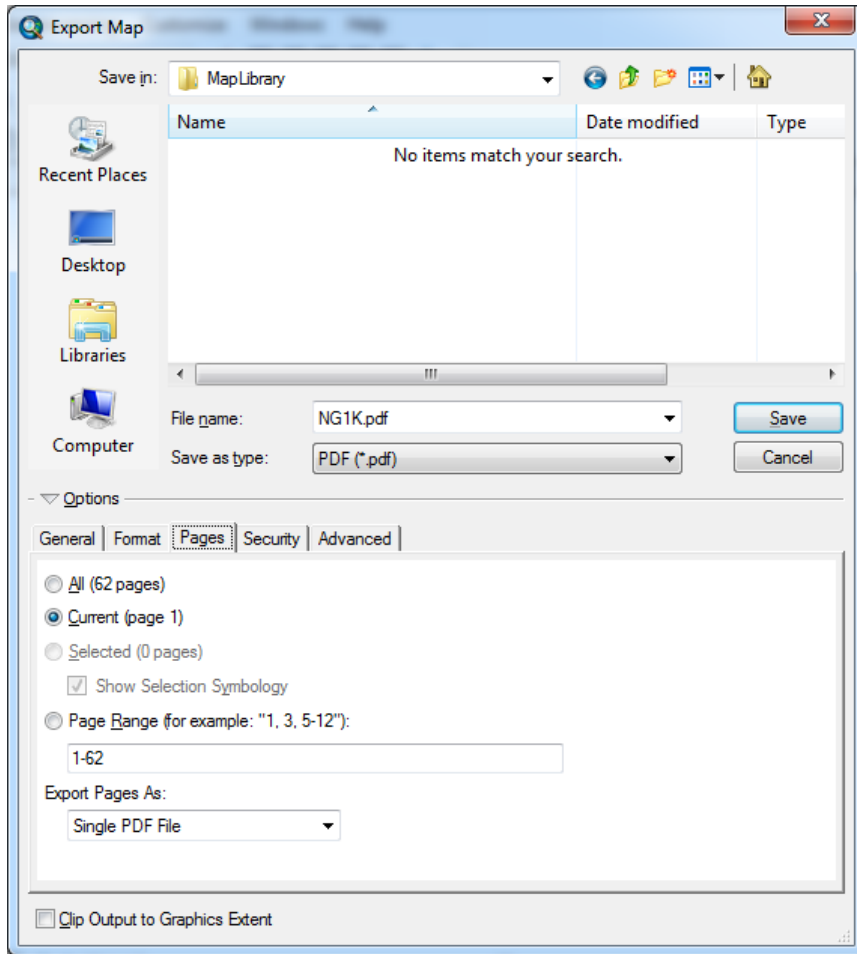 Export Map
Customize Windows Help
Save in: MapLibrary
Name Date modified Type
No items match your search.
Recent Places
Desktop
Libraries
Computer
File name: NG1K.pdf Save
Save as type: PDF (*.pdf) Cancel
Options
General Format Pages Security Advanced
All (62 pages)
Current (page 1)
Selected (0 pages)
Show Selection Symbology
Page Range (for example: "1, 3, 5-12"):
1-62
Export Pages As:
Single PDF File
Clip Output to Graphics Extent